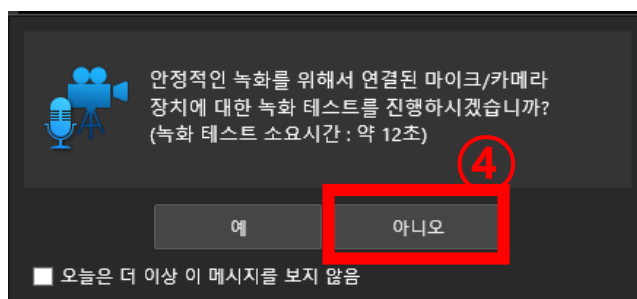 안정적인 녹화를 위해서 연결된 마이크/카메라
장치에 대한 녹화 테스트를 진행하시겠습니까?
(녹화 테스트 소요시간 : 약 12초)
④
예
아니오
오늘은 더 이상 이 메시지를 보지 않음